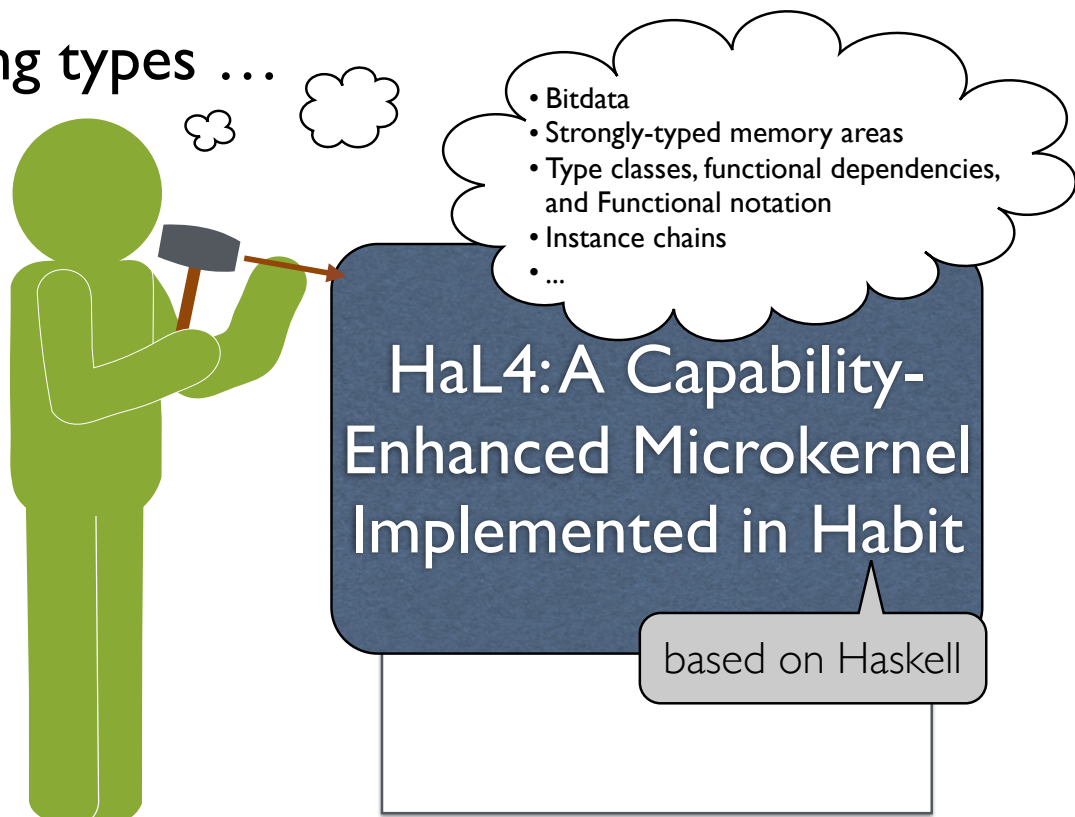 ng types …
• Bitdata
• Strongly-typed memory areas
• Type classes, functional dependencies,
and Functional notation
• Instance chains
• ...
HaL4: A Capability-
Enhanced Microkernel
Implemented in Habit
based on Haskell